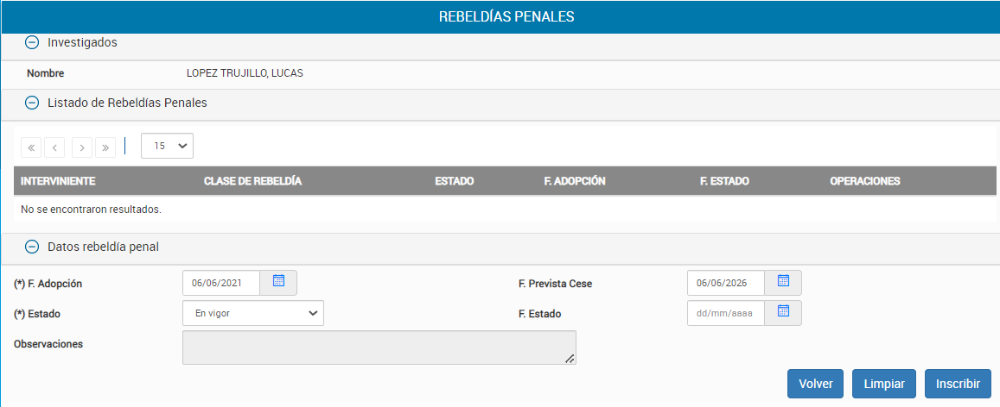 REBELDÍAS PENALES
Investigados
Nombre LOPEZ TRUJILLO, LUCAS
Listado de Rebeldías Penales
« ‹ › » 15
INTERVINIENTE CLASE DE REBELDÍA ESTADO F. ADOPCIÓN F. ESTADO OPERACIONES
No se encontraron resultados.
Datos rebeldía penal
(*) F. Adopción 06/06/2021 F. Prevista Cese 06/06/2026
(*) Estado En vigor F. Estado dd/mm/aaaa
Observaciones
Volver Limpiar Inscribir